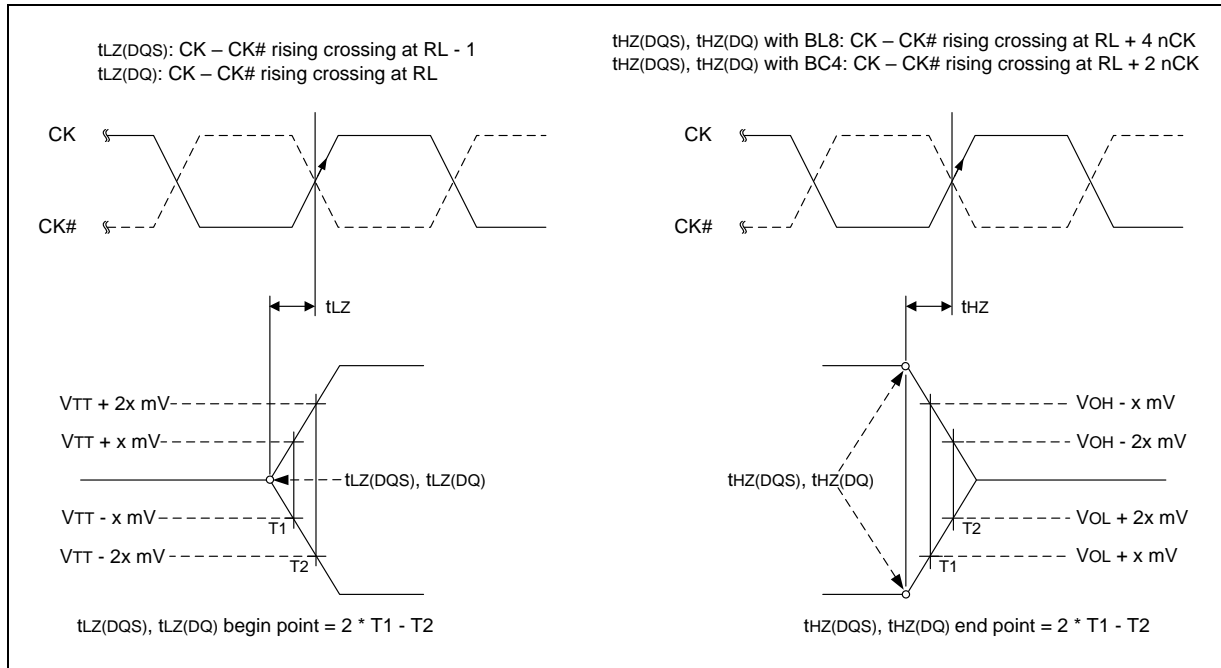 tLZ(DQS): CK – CK# rising crossing at RL - 1
tLZ(DQ): CK – CK# rising crossing at RL
CK
CK#
tLZ
VTT + 2x mV
VTT + x mV
tLZ(DQS), tLZ(DQ)
VTT - x mV
T1
VTT - 2x mV
T2
tLZ(DQS), tLZ(DQ) begin point = 2 * T1 - T2
tHZ(DQS), tHZ(DQ) with BL8: CK – CK# rising crossing at RL + 4 nCK
tHZ(DQS), tHZ(DQ) with BC4: CK – CK# rising crossing at RL + 2 nCK
CK
CK#
tHZ
VOH - x mV
VOH - 2x mV
tHZ(DQS), tHZ(DQ)
VOL + 2x mV
T2
VOL + x mV
T1
tHZ(DQS), tHZ(DQ) end point = 2 * T1 - T2